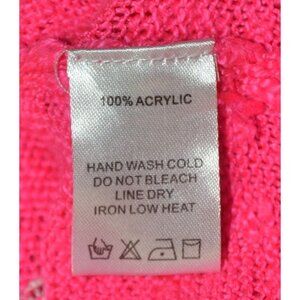 100% ACRYLIC
HAND WASH COLD
DO NOT BLEACH
LINE DRY
IRON LOW HEAT